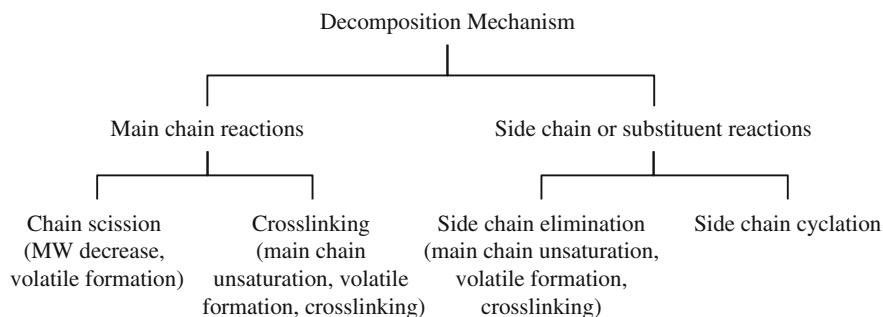 Decomposition Mechanism
Main chain reactions
Side chain or substituent reactions
Chain scission
(MW decrease,
volatile formation)
Crosslinking
(main chain
unsaturation, volatile
formation, crosslinking)
Side chain elimination
(main chain unsaturation,
volatile formation,
crosslinking)
Side chain cyclation